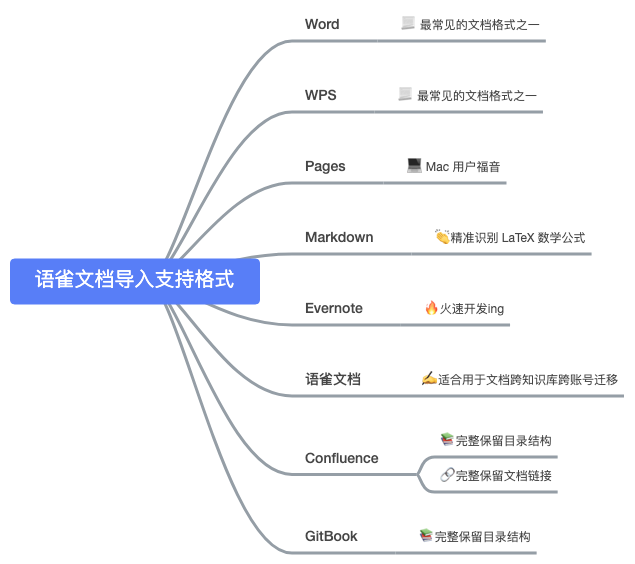 Word
📃 最常见的文档格式之一
WPS
📃 最常见的文档格式之一
Pages
💻 Mac 用户福音
Markdown
👏精准识别 LaTeX 数学公式
语雀文档导入支持格式
Evernote
🔥火速开发ing
语雀文档
✍️适合用于文档跨知识库跨账号迁移
Confluence
📚完整保留目录结构
🔗完整保留文档链接
GitBook
📚完整保留目录结构